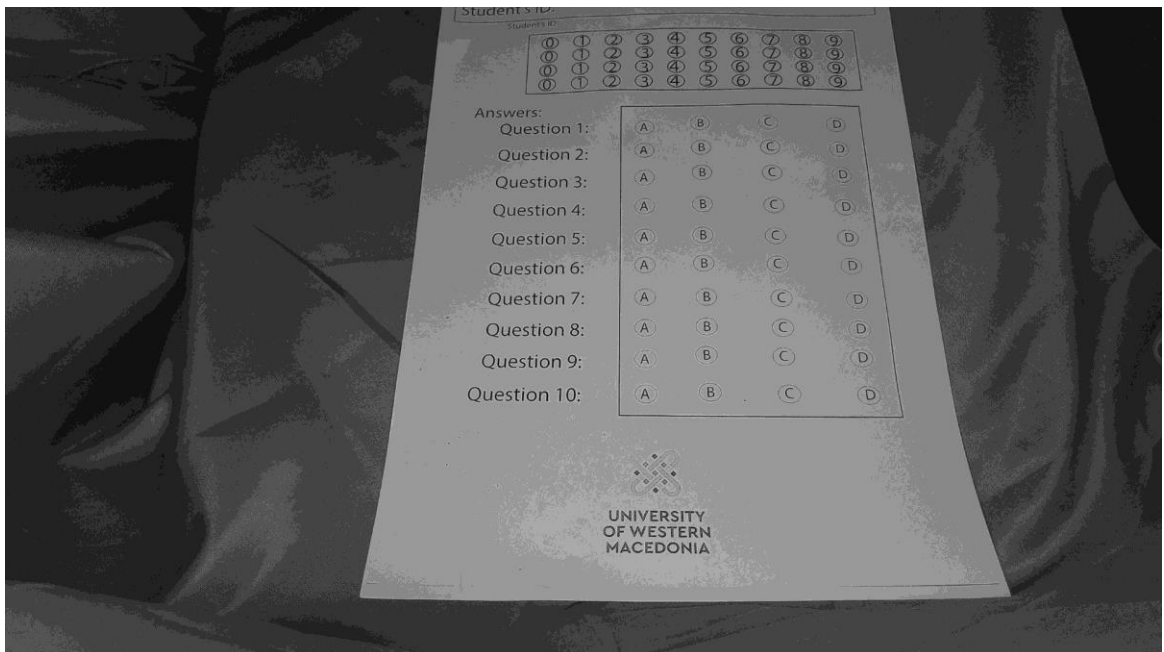 Student's ID:
Student's ID
0 1 2 3 4 5 6 7 8 9
0 1 2 3 4 5 6 7 8 9
0 1 2 3 4 5 6 7 8 9
0 1 2 3 4 5 6 7 8 9
Answers:
Question 1: A B C D
Question 2: A B C D
Question 3: A B C D
Question 4: A B C D
Question 5: A B C D
Question 6: A B C D
Question 7: A B C D
Question 8: A B C D
Question 9: A B C D
Question 10: A B C D
UNIVERSITY
OF WESTERN
MACEDONIA